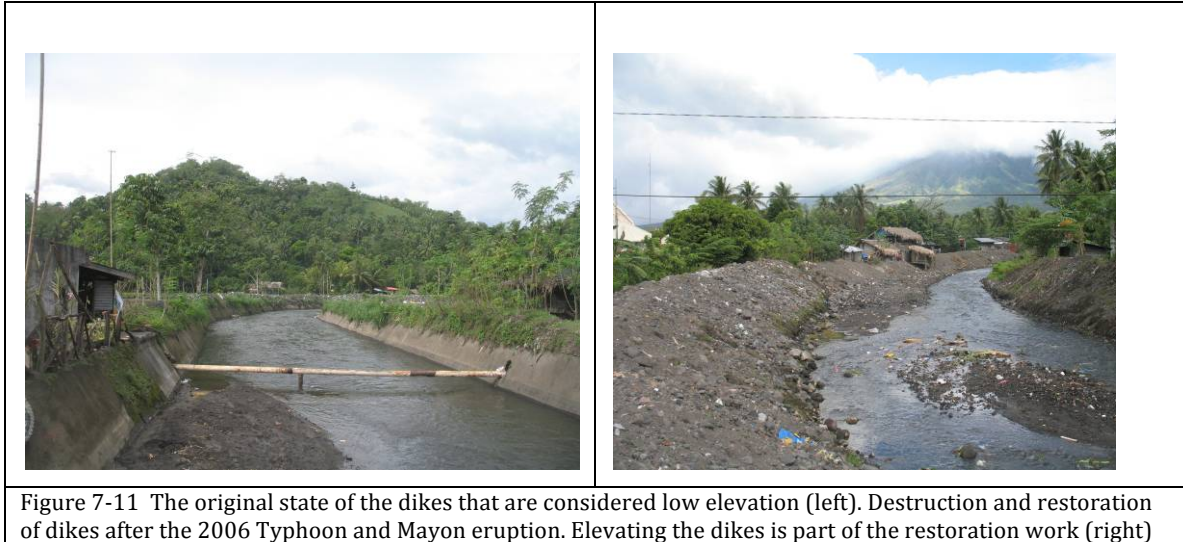 Figure 7-11  The original state of the dikes that are considered low elevation (left). Destruction and restoration
of dikes after the 2006 Typhoon and Mayon eruption. Elevating the dikes is part of the restoration work (right)